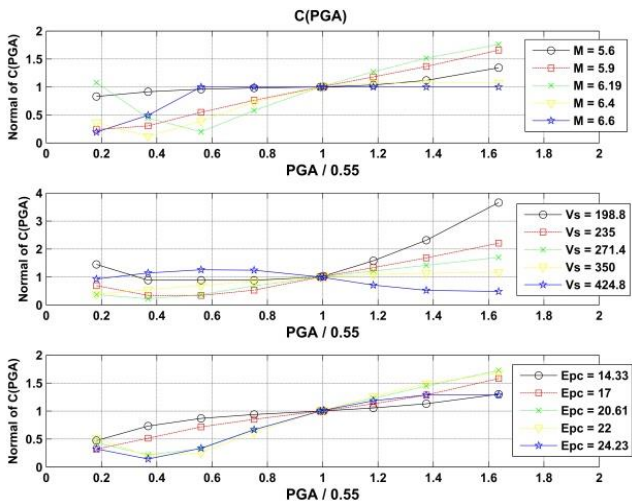 C(PGA)
Normal of C(PGA)
2
1.5
1
0.5
0
0 0.2 0.4 0.6 0.8 1 1.2 1.4 1.6 1.8 2
PGA / 0.55
M = 5.6
M = 5.9
M = 6.19
M = 6.4
M = 6.6
Normal of C(PGA)
4
3
2
1
0
0 0.2 0.4 0.6 0.8 1 1.2 1.4 1.6 1.8 2
PGA / 0.55
Vs = 198.8
Vs = 235
Vs = 271.4
Vs = 350
Vs = 424.8
Normal of C(PGA)
2
1.5
1
0.5
0
0 0.2 0.4 0.6 0.8 1 1.2 1.4 1.6 1.8 2
PGA / 0.55
Epc = 14.33
Epc = 17
Epc = 20.61
Epc = 22
Epc = 24.23